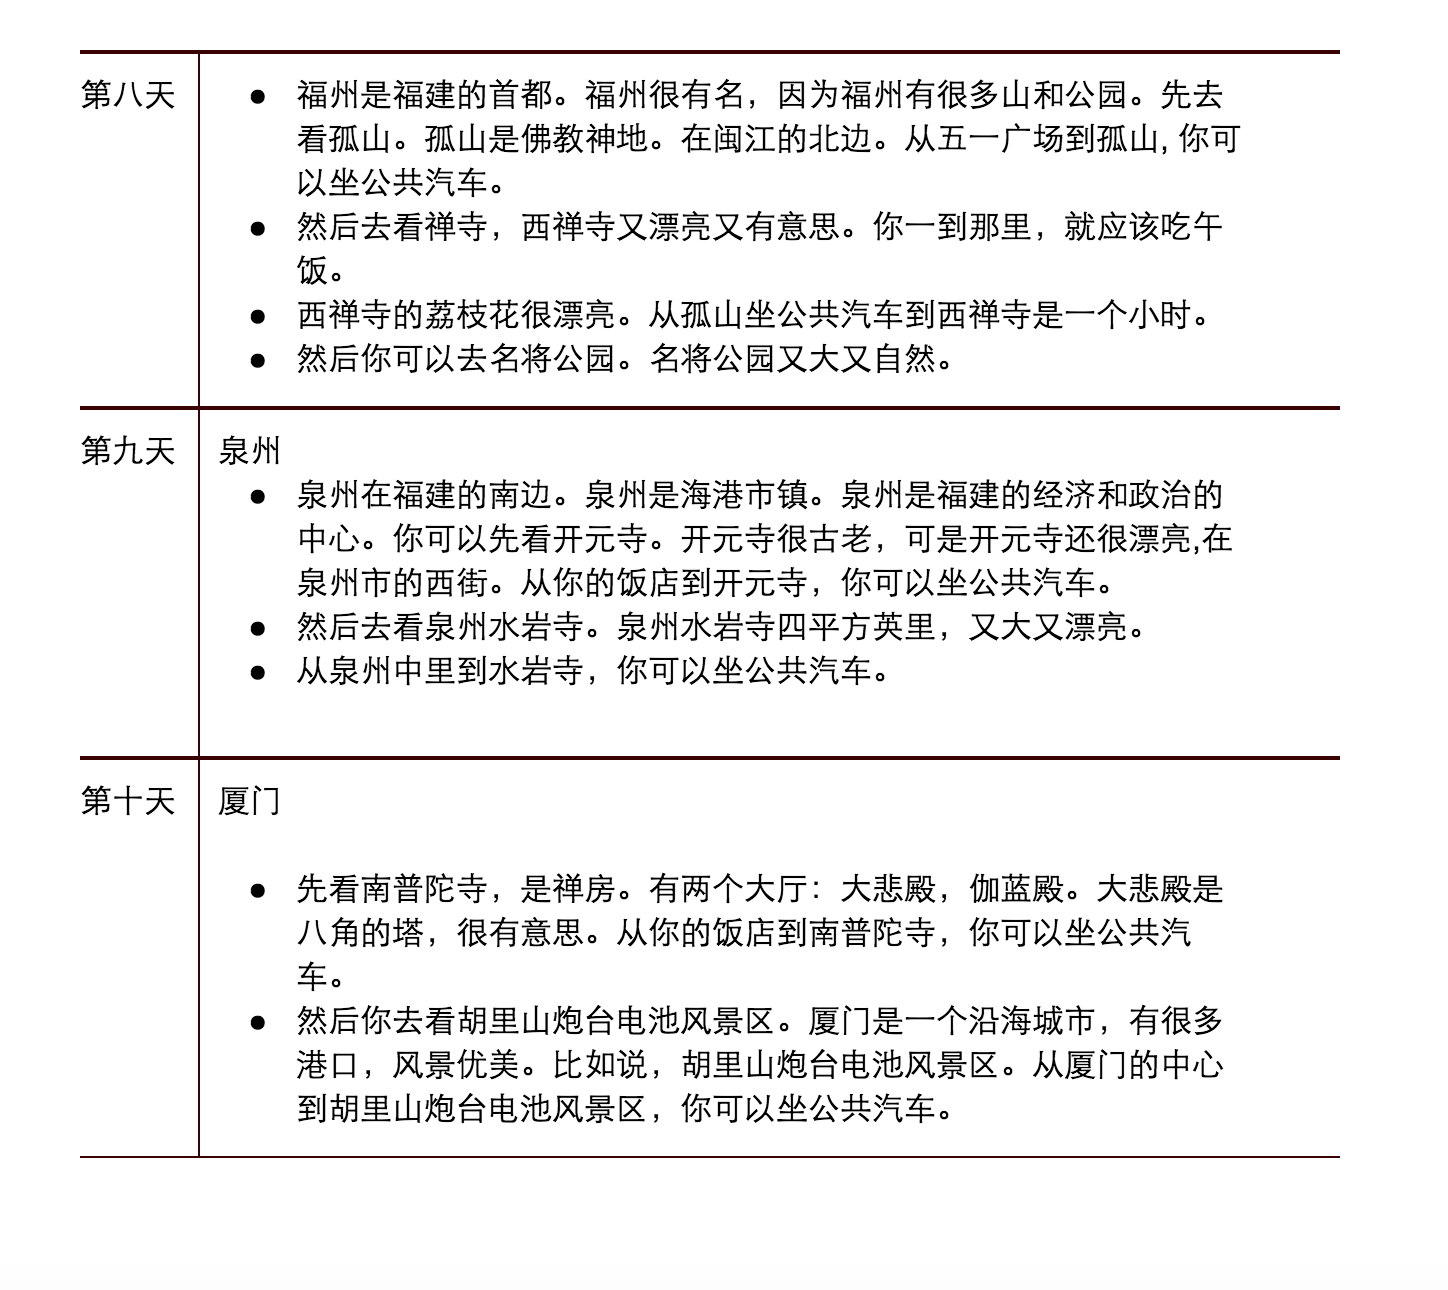 第八天
● 福州是福建的首都。福州很有名，因为福州有很多山和公园。先去
看孤山。孤山是佛教神地。在闽江的北边。从五一广场到孤山, 你可
以坐公共汽车。
● 然后去看禅寺，西禅寺又漂亮又有意思。你一到那里，就应该吃午
饭。
● 西禅寺的荔枝花很漂亮。从孤山坐公共汽车到西禅寺是一个小时。
● 然后你可以去名将公园。名将公园又大又自然。
第九天
泉州
● 泉州在福建的南边。泉州是海港市镇。泉州是福建的经济和政治的
中心。你可以先看开元寺。开元寺很古老，可是开元寺还很漂亮,在
泉州市的西街。从你的饭店到开元寺，你可以坐公共汽车。
● 然后去看泉州水岩寺。泉州水岩寺四平方英里，又大又漂亮。
● 从泉州中里到水岩寺，你可以坐公共汽车。
第十天
厦门
● 先看南普陀寺，是禅房。有两个大厅：大悲殿，伽蓝殿。大悲殿是
八角的塔，很有意思。从你的饭店到南普陀寺，你可以坐公共汽
车。
● 然后你去看胡里山炮台电池风景区。厦门是一个沿海城市，有很多
港口，风景优美。比如说，胡里山炮台电池风景区。从厦门的中心
到胡里山炮台电池风景区，你可以坐公共汽车。